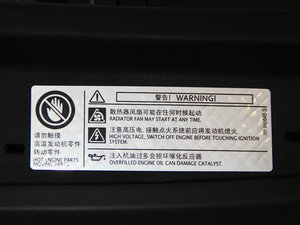 警告 WARNING!
散热器风扇可能在任何时候起动.
RADIATOR FAN MAY START AT ANY TIME.
注意高压电, 接触点火系统前应将发动机熄火.
HIGH VOLTAGE, SWITCH OFF ENGINE BEFORE TOUCHING IGNITION
SYSTEM.
注入机油过多会损坏催化反应器.
OVERFILLED ENGINE OIL CAN DAMAGE CATALYST.
请勿触摸
高温发动机零件
转动零件
HOT ENGINE PARTS
MOVING PARTS